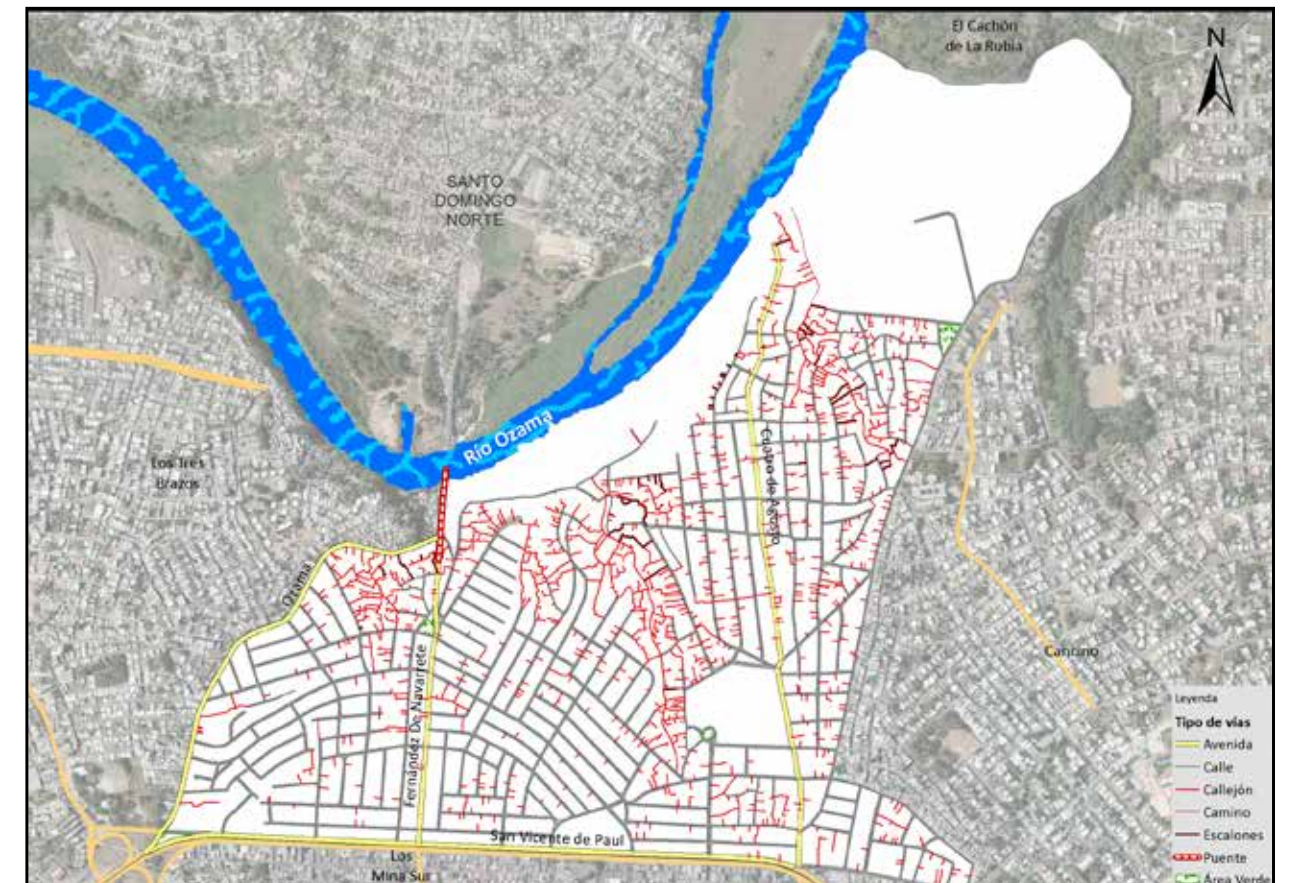 El Cachón
de La Rubia
N
SANTO
DOMINGO
NORTE
Río Ozama
Los Tres
Brazos
Cuatro de Agosto
Ozama
Cancino
Fernández De Navarrete
San Vicente de Paul
Los
Mina Sur
Leyenda
Tipo de vías
Avenida
Calle
Callejón
Camino
Escalones
Puente
Área Verde